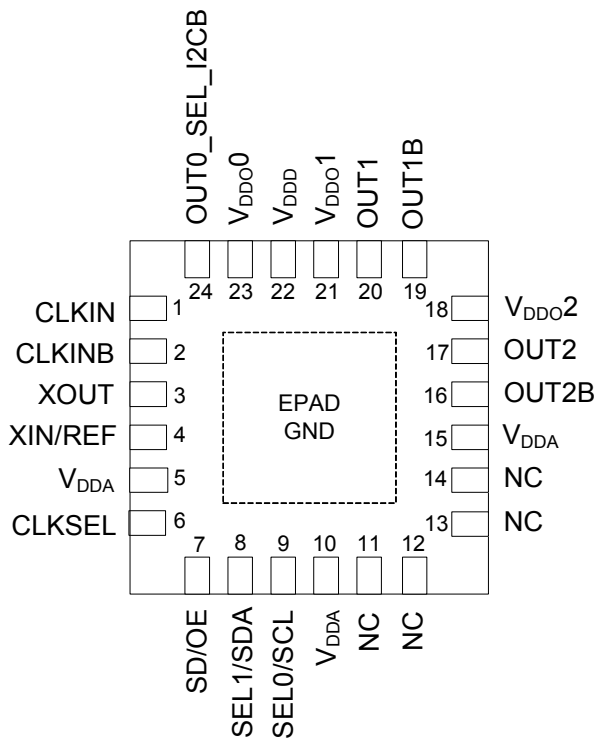 OUT0_SEL_I2CB
VDDO0
VDDD
VDDO1
OUT1
OUT1B
24
23
22
21
20
19
CLKIN
1
CLKINB
2
XOUT
3
XIN/REF
4
VDDA
5
CLKSEL
6
EPAD
GND
18
VDDO2
17
OUT2
16
OUT2B
15
VDDA
14
NC
13
NC
7
8
9
10
11
12
SD/OE
SEL1/SDA
SEL0/SCL
VDDA
NC
NC